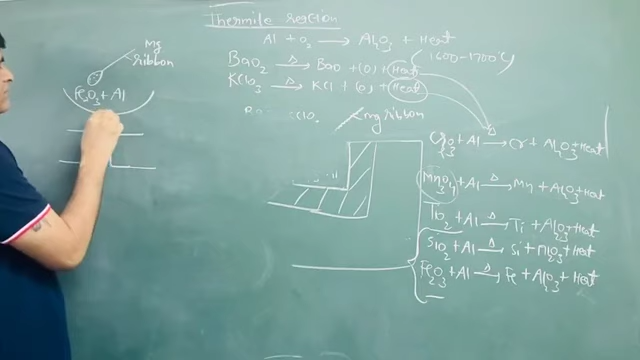 Thermite reaction
Al + O₂ → Al₂O₃ + Heat
BaO₂ —Δ→ BaO + (O) + Heat
1600-1700°C
KClO₃ —Δ→ KCl + (O) + Heat
Mg
Ribbon
Fe₂O₃ + Al
mg ribbon
Cr₂O₃ + Al —Δ→ Cr + Al₂O₃ + Heat
Mn₃O₄ + Al —Δ→ Mn + Al₂O₃ + Heat
TiO₂ + Al —Δ→ Ti + Al₂O₃ + Heat
SiO₂ + Al —Δ→ Si + Al₂O₃ + Heat
Fe₂O₃ + Al —Δ→ Fe + Al₂O₃ + Heat